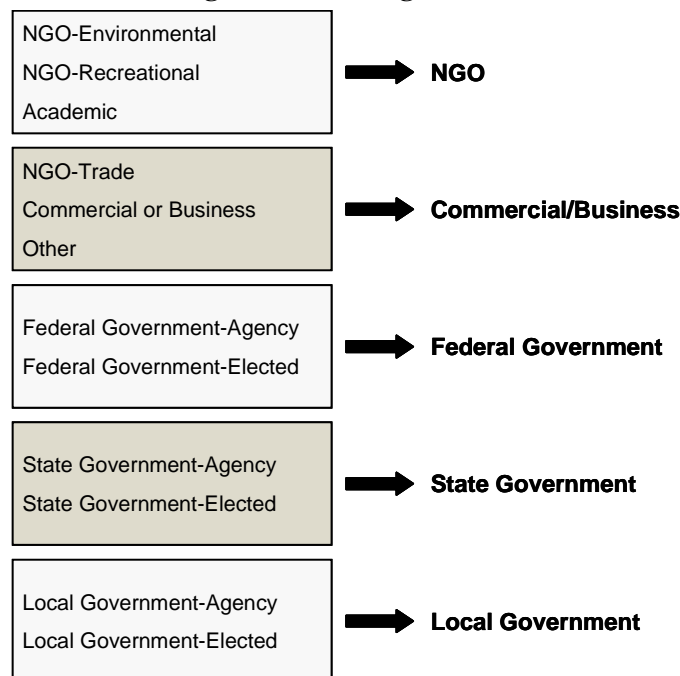 NGO-Environmental
NGO-Recreational
Academic
NGO
NGO-Trade
Commercial or Business
Other
Commercial/Business
Federal Government-Agency
Federal Government-Elected
Federal Government
State Government-Agency
State Government-Elected
State Government
Local Government-Agency
Local Government-Elected
Local Government